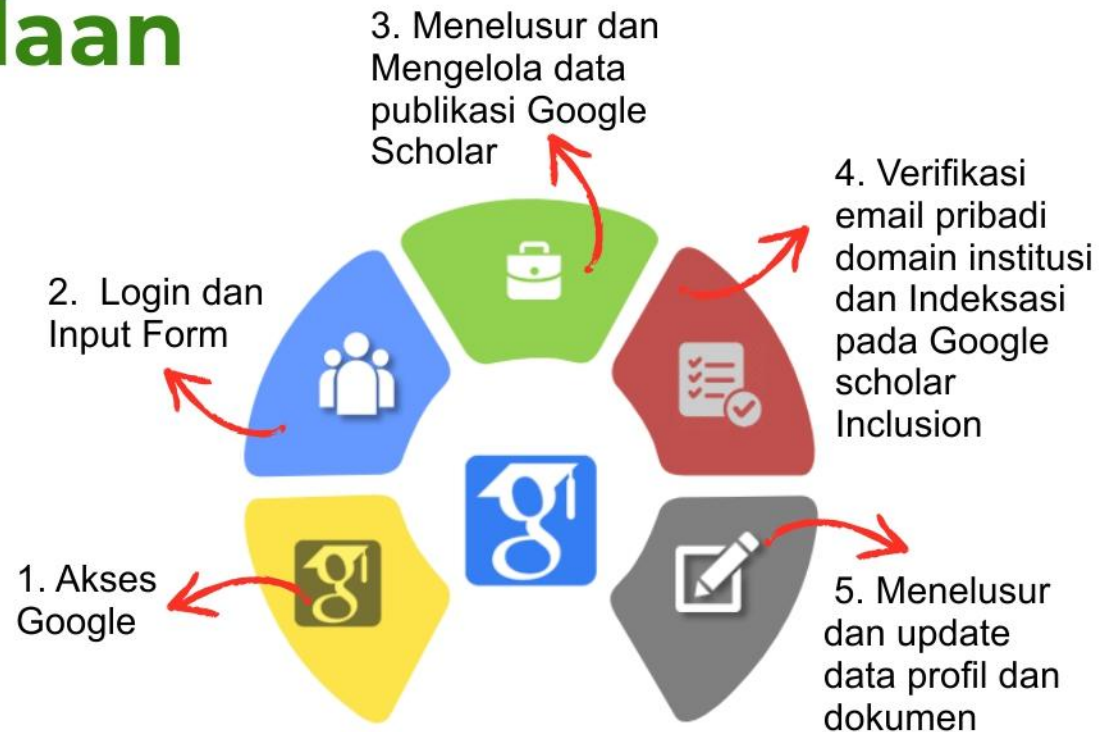 laan
3. Menelusur dan
Mengelola data
publikasi Google
Scholar
4. Verifikasi
email pribadi
domain institusi
dan Indeksasi
pada Google
scholar
Inclusion
2. Login dan
Input Form
1. Akses
Google
5. Menelusur
dan update
data profil dan
dokumen
g
g